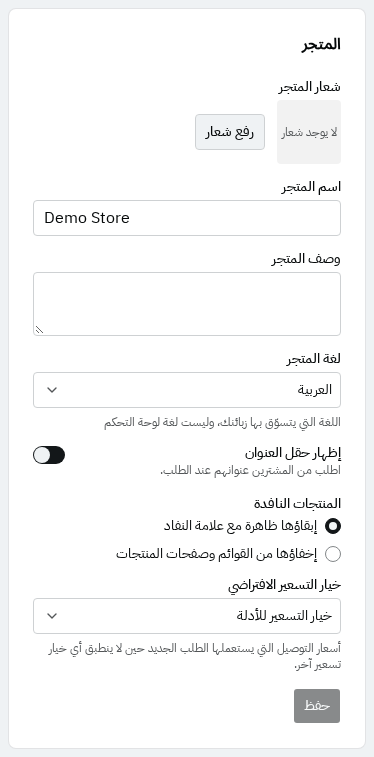 المتجر
شعار المتجر
لا يوجد شعار
رفع شعار
اسم المتجر
Demo Store
وصف المتجر
لغة المتجر
العربية
اللغة التي يتسوّق بها زبائنك، وليست لغة لوحة التحكم
إظهار حقل العنوان
اطلب من المشترين عنوانهم عند الطلب.
المنتجات النافدة
إبقاؤها ظاهرة مع علامة النفاد
إخفاؤها من القوائم وصفحات المنتجات
خيار التسعير الافتراضي
خيار التسعير للأدلة
أسعار التوصيل التي يستعملها الطلب الجديد حين لا ينطبق أي خيار
تسعير آخر.
حفظ